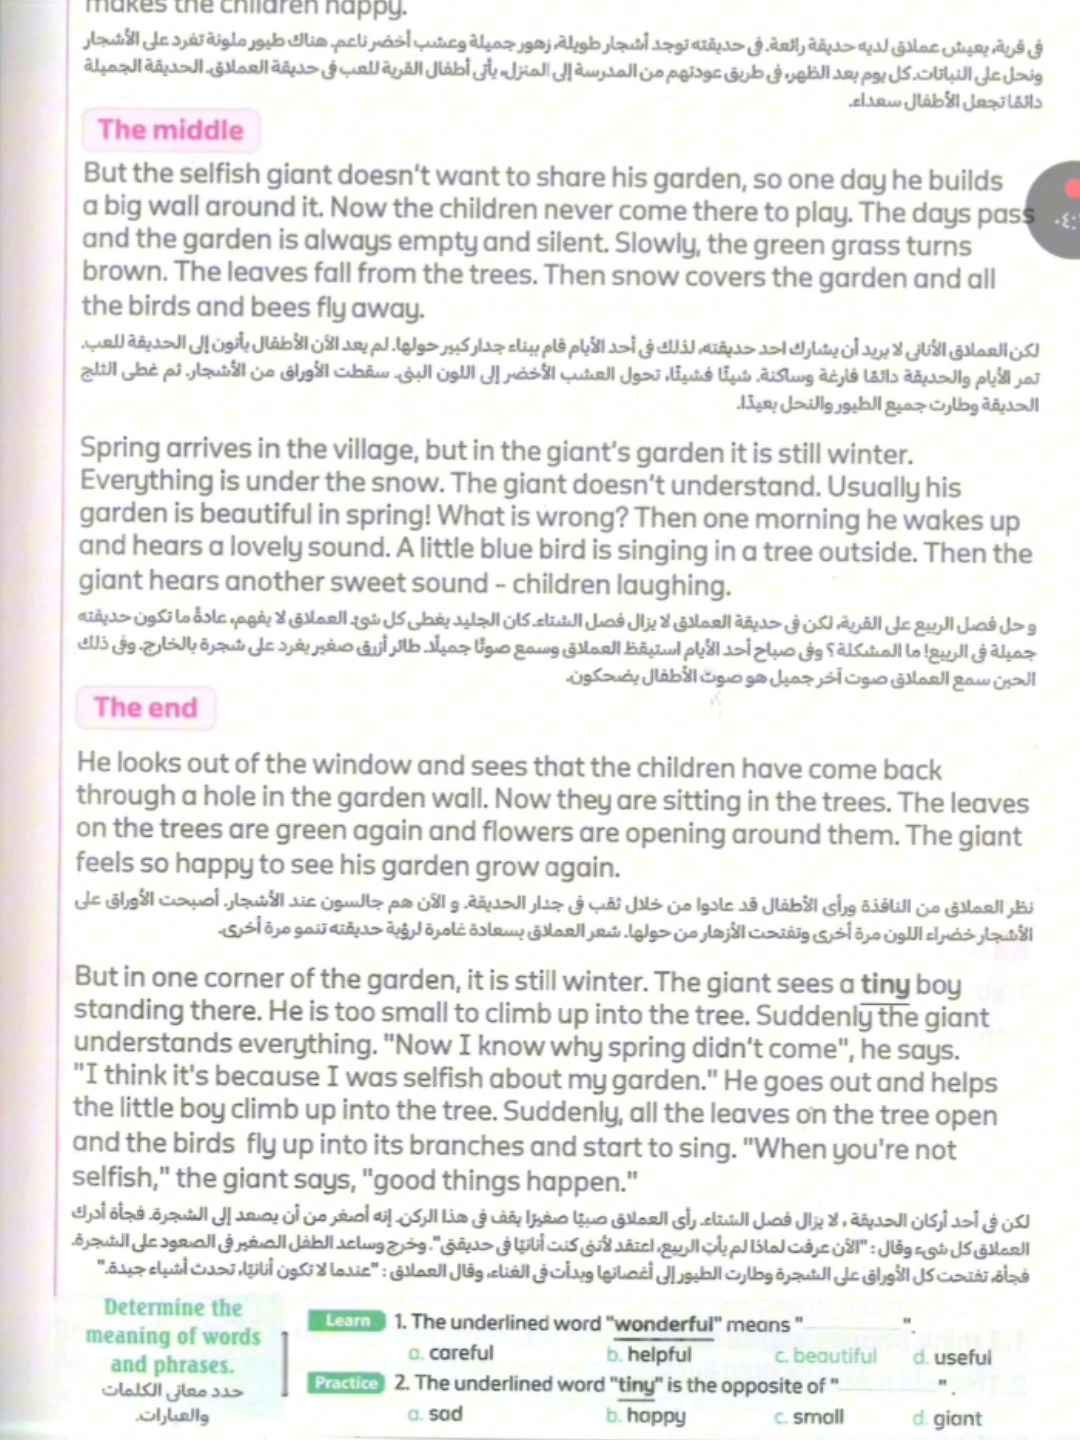 makes the children happy.
فى قرية، يعيش عملاق لديه حديقة رائعة. فى حديقته توجد أشجار طويلة، زهور جميلة وعشب أخضر ناعم. هناك طيور ملونة تغرد على الأشجار
ونحل على النباتات. كل يوم بعد الظهر، فى طريق عودتهم من المدرسة إلى المنزل، يأتى أطفال القرية للعب فى حديقة العملاق. الحديقة الجميلة
دائمًا تجعل الأطفال سعداء.
The middle
But the selfish giant doesn't want to share his garden, so one day he builds
a big wall around it. Now the children never come there to play. The days pass
and the garden is always empty and silent. Slowly, the green grass turns
brown. The leaves fall from the trees. Then snow covers the garden and all
the birds and bees fly away.
لكن العملاق الأنانى لا يريد أن يشارك احد حديقته، لذلك فى أحد الأيام قام ببناء جدار كبير حولها. لم يعد الآن الأطفال يأتون إلى الحديقة للعب.
تمر الأيام والحديقة دائمًا فارغة وساكنة. شيئًا فشيئًا، تحول العشب الأخضر إلى اللون البنى. سقطت الأوراق من الأشجار. ثم غطى الثلج
الحديقة وطارت جميع الطيور والنحل بعيدًا.
Spring arrives in the village, but in the giant's garden it is still winter.
Everything is under the snow. The giant doesn't understand. Usually his
garden is beautiful in spring! What is wrong? Then one morning he wakes up
and hears a lovely sound. A little blue bird is singing in a tree outside. Then the
giant hears another sweet sound – children laughing.
و حل فصل الربيع على القرية، لكن فى حديقة العملاق لا يزال فصل الشتاء. كان الجليد يغطى كل شئ. العملاق لا يفهم، عادةً ما تكون حديقته
جميلة فى الربيع! ما المشكلة؟ وفى صباح أحد الأيام استيقظ العملاق وسمع صوتًا جميلًا. طائر أزرق صغير يغرد على شجرة بالخارج. وفى ذلك
الحين سمع العملاق صوت آخر جميل هو صوت الأطفال يضحكون.
The end
He looks out of the window and sees that the children have come back
through a hole in the garden wall. Now they are sitting in the trees. The leaves
on the trees are green again and flowers are opening around them. The giant
feels so happy to see his garden grow again.
نظر العملاق من النافذة ورأى الأطفال قد عادوا من خلال ثقب فى جدار الحديقة. و الآن هم جالسون عند الأشجار. أصبحت الأوراق على
الأشجار خضراء اللون مرة أخرى وتفتحت الأزهار من حولها. شعر العملاق بسعادة غامرة لرؤية حديقته تنمو مرة أخرى.
But in one corner of the garden, it is still winter. The giant sees a tiny boy
standing there. He is too small to climb up into the tree. Suddenly the giant
understands everything. "Now I know why spring didn't come", he says.
"I think it's because I was selfish about my garden." He goes out and helps
the little boy climb up into the tree. Suddenly, all the leaves on the tree open
and the birds fly up into its branches and start to sing. "When you're not
selfish," the giant says, "good things happen."
لكن فى أحد أركان الحديقة ، لا يزال فصل الشتاء. رأى العملاق صبيًا صغيرًا يقف فى هذا الركن. إنه أصغر من أن يصعد إلى الشجرة. فجأة أدرك
العملاق كل شىء وقال : "الآن عرفت لماذا لم يأتِ الربيع، اعتقد لأننى كنت أنانيًا فى حديقتى". وخرج وساعد الطفل الصغير فى الصعود على الشجرة.
فجأة، تفتحت كل الأوراق على الشجرة وطارت الطيور إلى أغصانها وبدأت فى الغناء، وقال العملاق : "عندما لا تكون أنانيًا، تحدث أشياء جيدة."
Determine the
meaning of words
and phrases.
حدد معانى الكلمات
والعبارات.
Learn 1. The underlined word "wonderful" means "________".
a. careful b. helpful c. beautiful d. useful
Practice 2. The underlined word "tiny" is the opposite of "________".
a. sad b. happy c. small d. giant